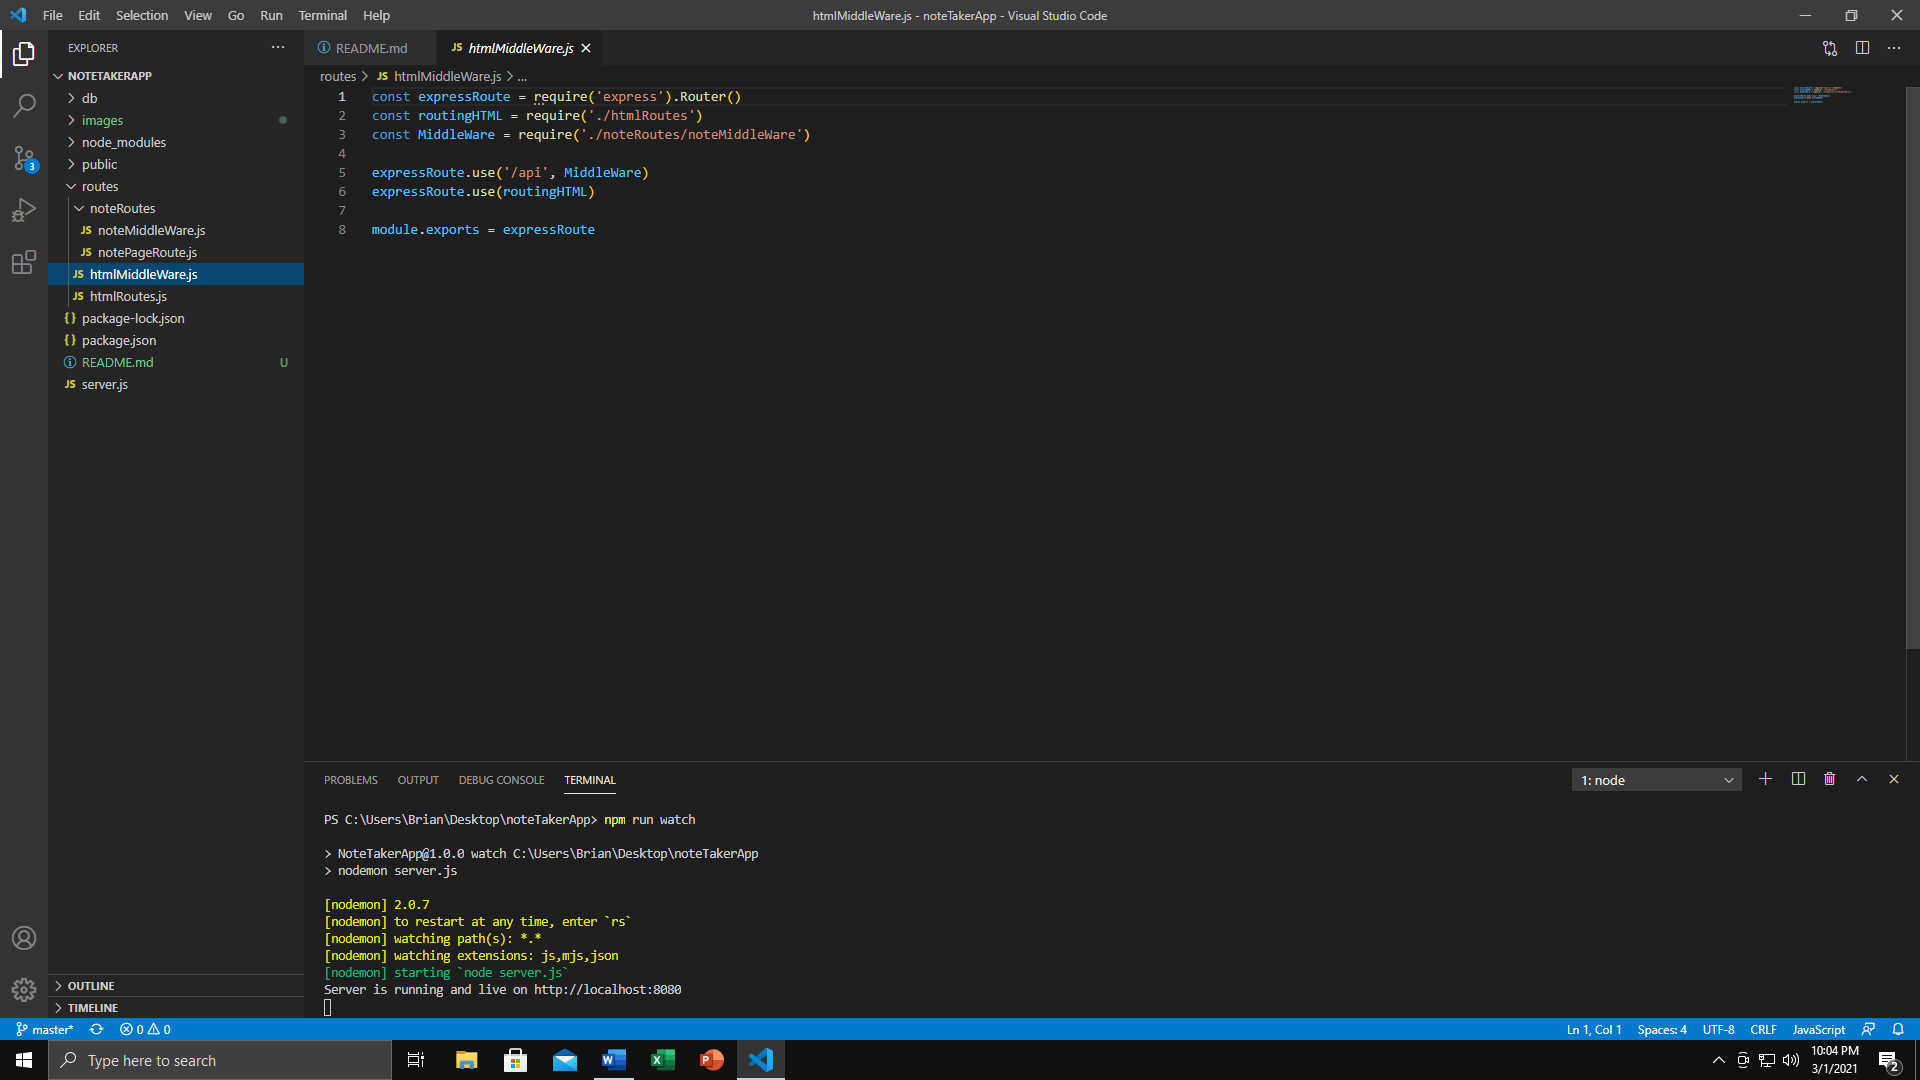 File Edit Selection View Go Run Terminal Help
htmlMiddleWare.js - noteTakerApp - Visual Studio Code
EXPLORER
NOTETAKERAPP
db
images
node_modules
public
routes
noteRoutes
JS noteMiddleWare.js
JS notePageRoute.js
JS htmlMiddleWare.js
JS htmlRoutes.js
{} package-lock.json
{} package.json
README.md U
JS server.js
OUTLINE
TIMELINE
3
README.md JS htmlMiddleWare.js
routes > JS htmlMiddleWare.js > ...
1 const expressRoute = require('express').Router()
2 const routingHTML = require('./htmlRoutes')
3 const MiddleWare = require('./noteRoutes/noteMiddleWare')
4
5 expressRoute.use('/api', MiddleWare)
6 expressRoute.use(routingHTML)
7
8 module.exports = expressRoute
PROBLEMS OUTPUT DEBUG CONSOLE TERMINAL
1: node
PS C:\Users\Brian\Desktop\noteTakerApp> npm run watch
> NoteTakerApp@1.0.0 watch C:\Users\Brian\Desktop\noteTakerApp
> nodemon server.js
[nodemon] 2.0.7
[nodemon] to restart at any time, enter `rs`
[nodemon] watching path(s): *.*
[nodemon] watching extensions: js,mjs,json
[nodemon] starting `node server.js`
Server is running and live on http://localhost:8080
master* 0 0
Ln 1, Col 1 Spaces: 4 UTF-8 CRLF JavaScript
Type here to search
10:04 PM
3/1/2021
2